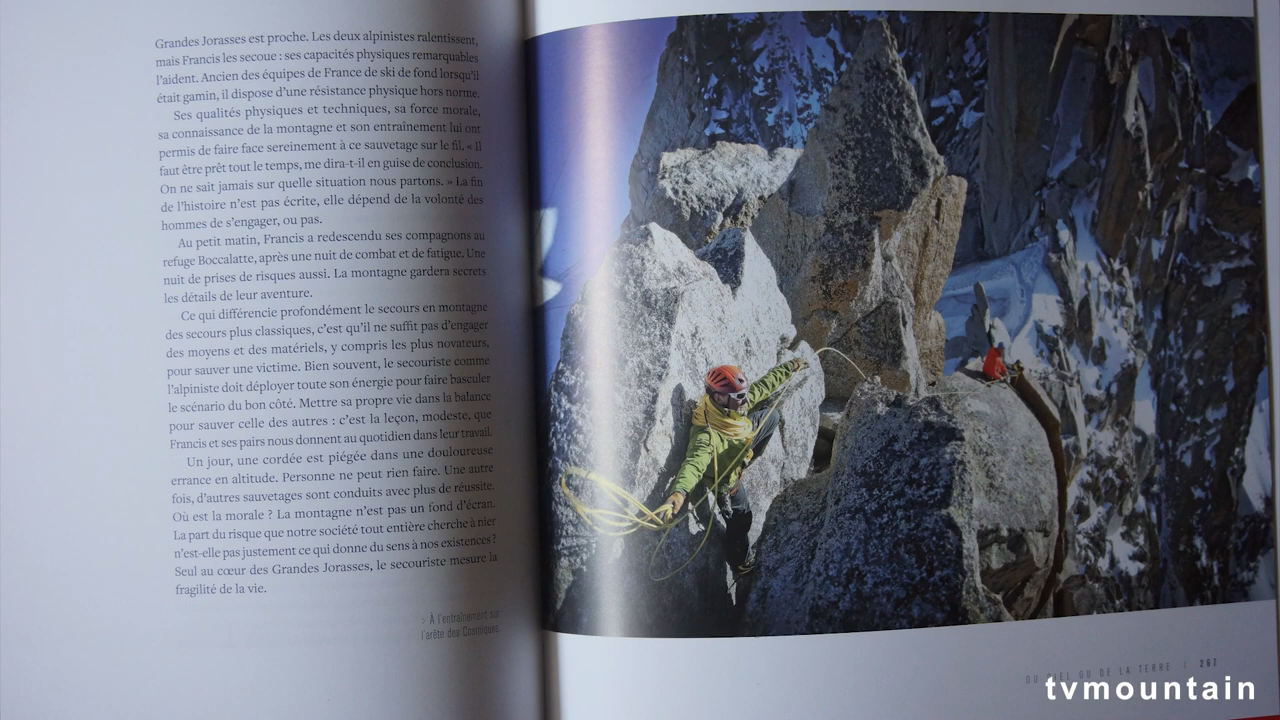 Grandes Jorasses est proche. Les deux alpinistes ralentissent,
mais Francis les secoue : ses capacités physiques remarquables
l'aident. Ancien des équipes de France de ski de fond lorsqu'il
était gamin, il dispose d'une résistance physique hors norme.
Ses qualités physiques et techniques, sa force morale,
sa connaissance de la montagne et son entraînement lui ont
permis de faire face sereinement à ce sauvetage sur le fil. « Il
faut être prêt tout le temps, me dira-t-il en guise de conclusion.
On ne sait jamais sur quelle situation nous partons. » La fin
de l'histoire n'est pas écrite, elle dépend de la volonté des
hommes de s'engager, ou pas.
Au petit matin, Francis a redescendu ses compagnons au
refuge Boccalatte, après une nuit de combat et de fatigue. Une
nuit de prises de risques aussi. La montagne gardera secrets
les détails de leur aventure.
Ce qui différencie profondément le secours en montagne
des secours plus classiques, c'est qu'il ne suffit pas d'engager
des moyens et des matériels, y compris les plus novateurs,
pour sauver une victime. Bien souvent, le secouriste comme
l'alpiniste doit déployer toute son énergie pour faire basculer
le scénario du bon côté. Mettre sa propre vie dans la balance
pour sauver celle des autres : c'est la leçon, modeste, que
Francis et ses pairs nous donnent au quotidien dans leur travail.
Un jour, une cordée est piégée dans une douloureuse
errance en altitude. Personne ne peut rien faire. Une autre
fois, d'autres sauvetages sont conduits avec plus de réussite.
Où est la morale ? La montagne n'est pas un fond d'écran.
La part du risque que notre société tout entière cherche à nier
n'est-elle pas justement ce qui donne du sens à nos existences ?
Seul au cœur des Grandes Jorasses, le secouriste mesure la
fragilité de la vie.
> À l'entraînement sur
l'arête des Cosmiques.
DU CIEL OU DE LA TERRE | 267
tvmountain